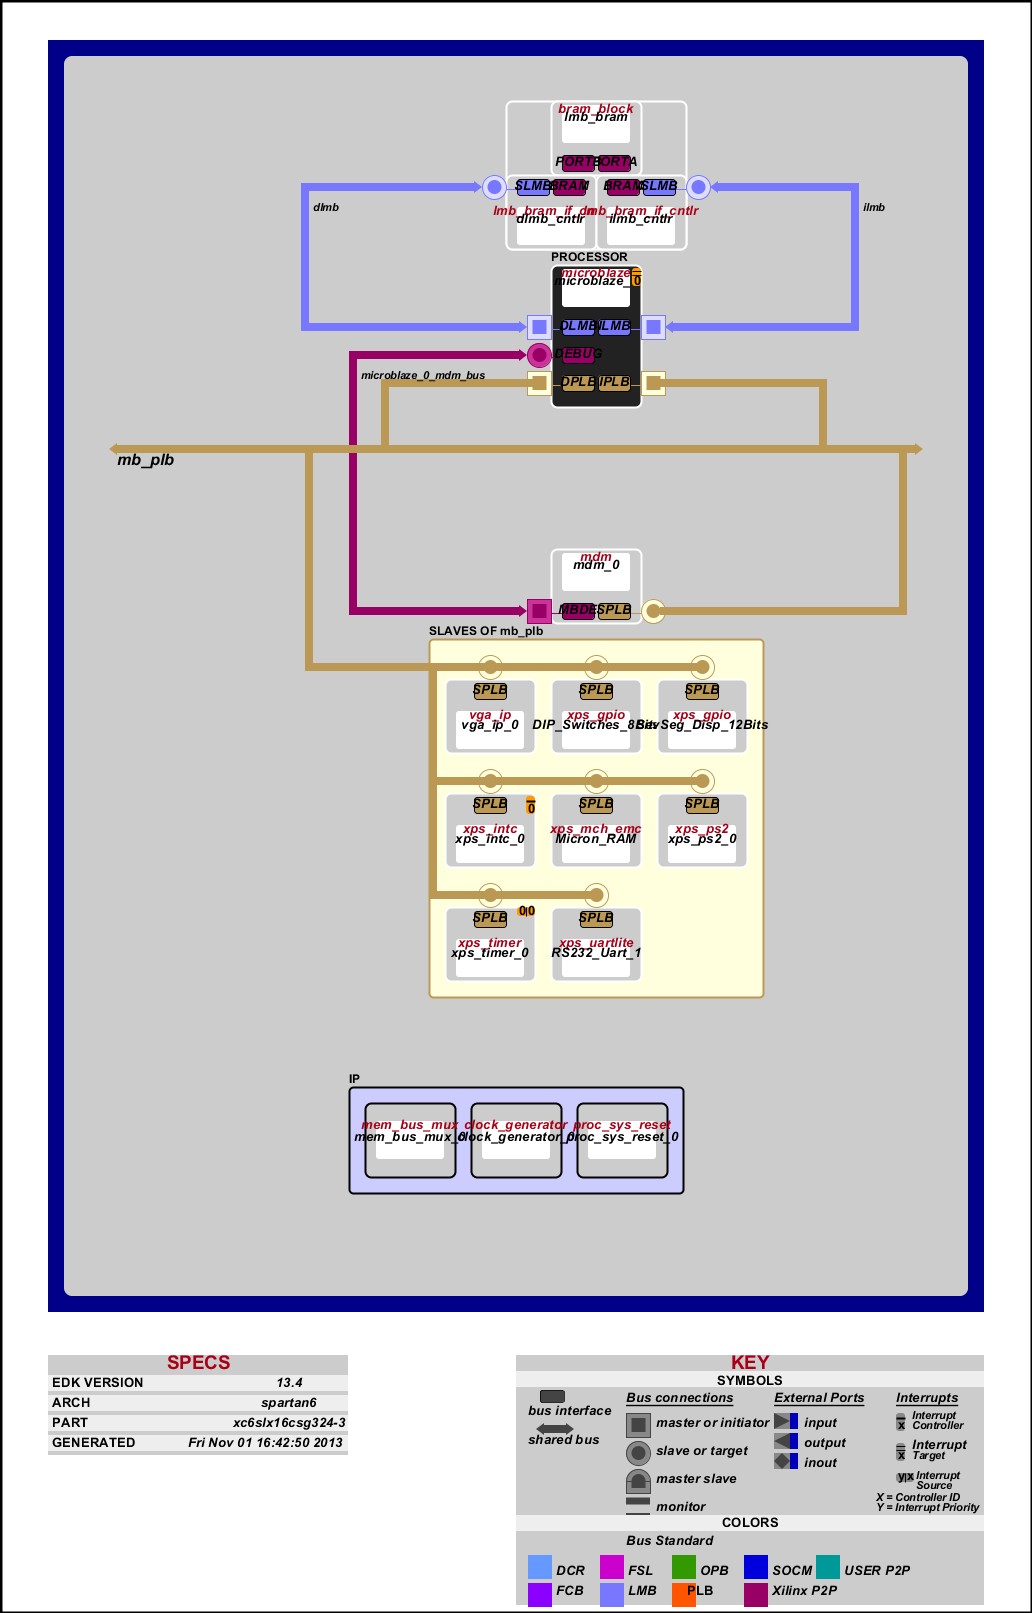 bram_block
lmb_bram
PORTB PORTA
SLMB BRAM BRAM SLMB
lmb_bram_if_cntlr lmb_bram_if_cntlr
dlmb_cntlr ilmb_cntlr
dlmb
ilmb
PROCESSOR
microblaze
microblaze_0
0
DLMB ILMB
DEBUG
microblaze_0_mdm_bus
DPLB IPLB
mb_plb
mdm
mdm_0
SPLB
SLAVES OF mb_plb
SPLB SPLB SPLB
vga_ip xps_gpio xps_gpio
vga_ip_0 DIP_Switches_8Bits SevSeg_Disp_12Bits
SPLB 0 SPLB SPLB
xps_intc xps_mch_emc xps_ps2
xps_intc_0 Micron_RAM xps_ps2_0
SPLB 0|0 SPLB
xps_timer xps_uartlite
xps_timer_0 RS232_Uart_1
IP
mem_bus_mux clock_generator proc_sys_reset
mem_bus_mux_0 clock_generator_0 proc_sys_reset_0
SPECS
EDK VERSION 13.4
ARCH spartan6
PART xc6slx16csg324-3
GENERATED Fri Nov 01 16:42:50 2013
KEY
SYMBOLS
bus interface
shared bus
Bus connections
master or initiator
slave or target
master slave
monitor
External Ports
input
output
inout
Interrupts
x Interrupt
Controller
x Interrupt
Target
y|x Interrupt
Source
X = Controller ID
Y = Interrupt Priority
COLORS
Bus Standard
DCR FSL OPB SOCM USER P2P
FCB LMB PLB Xilinx P2P